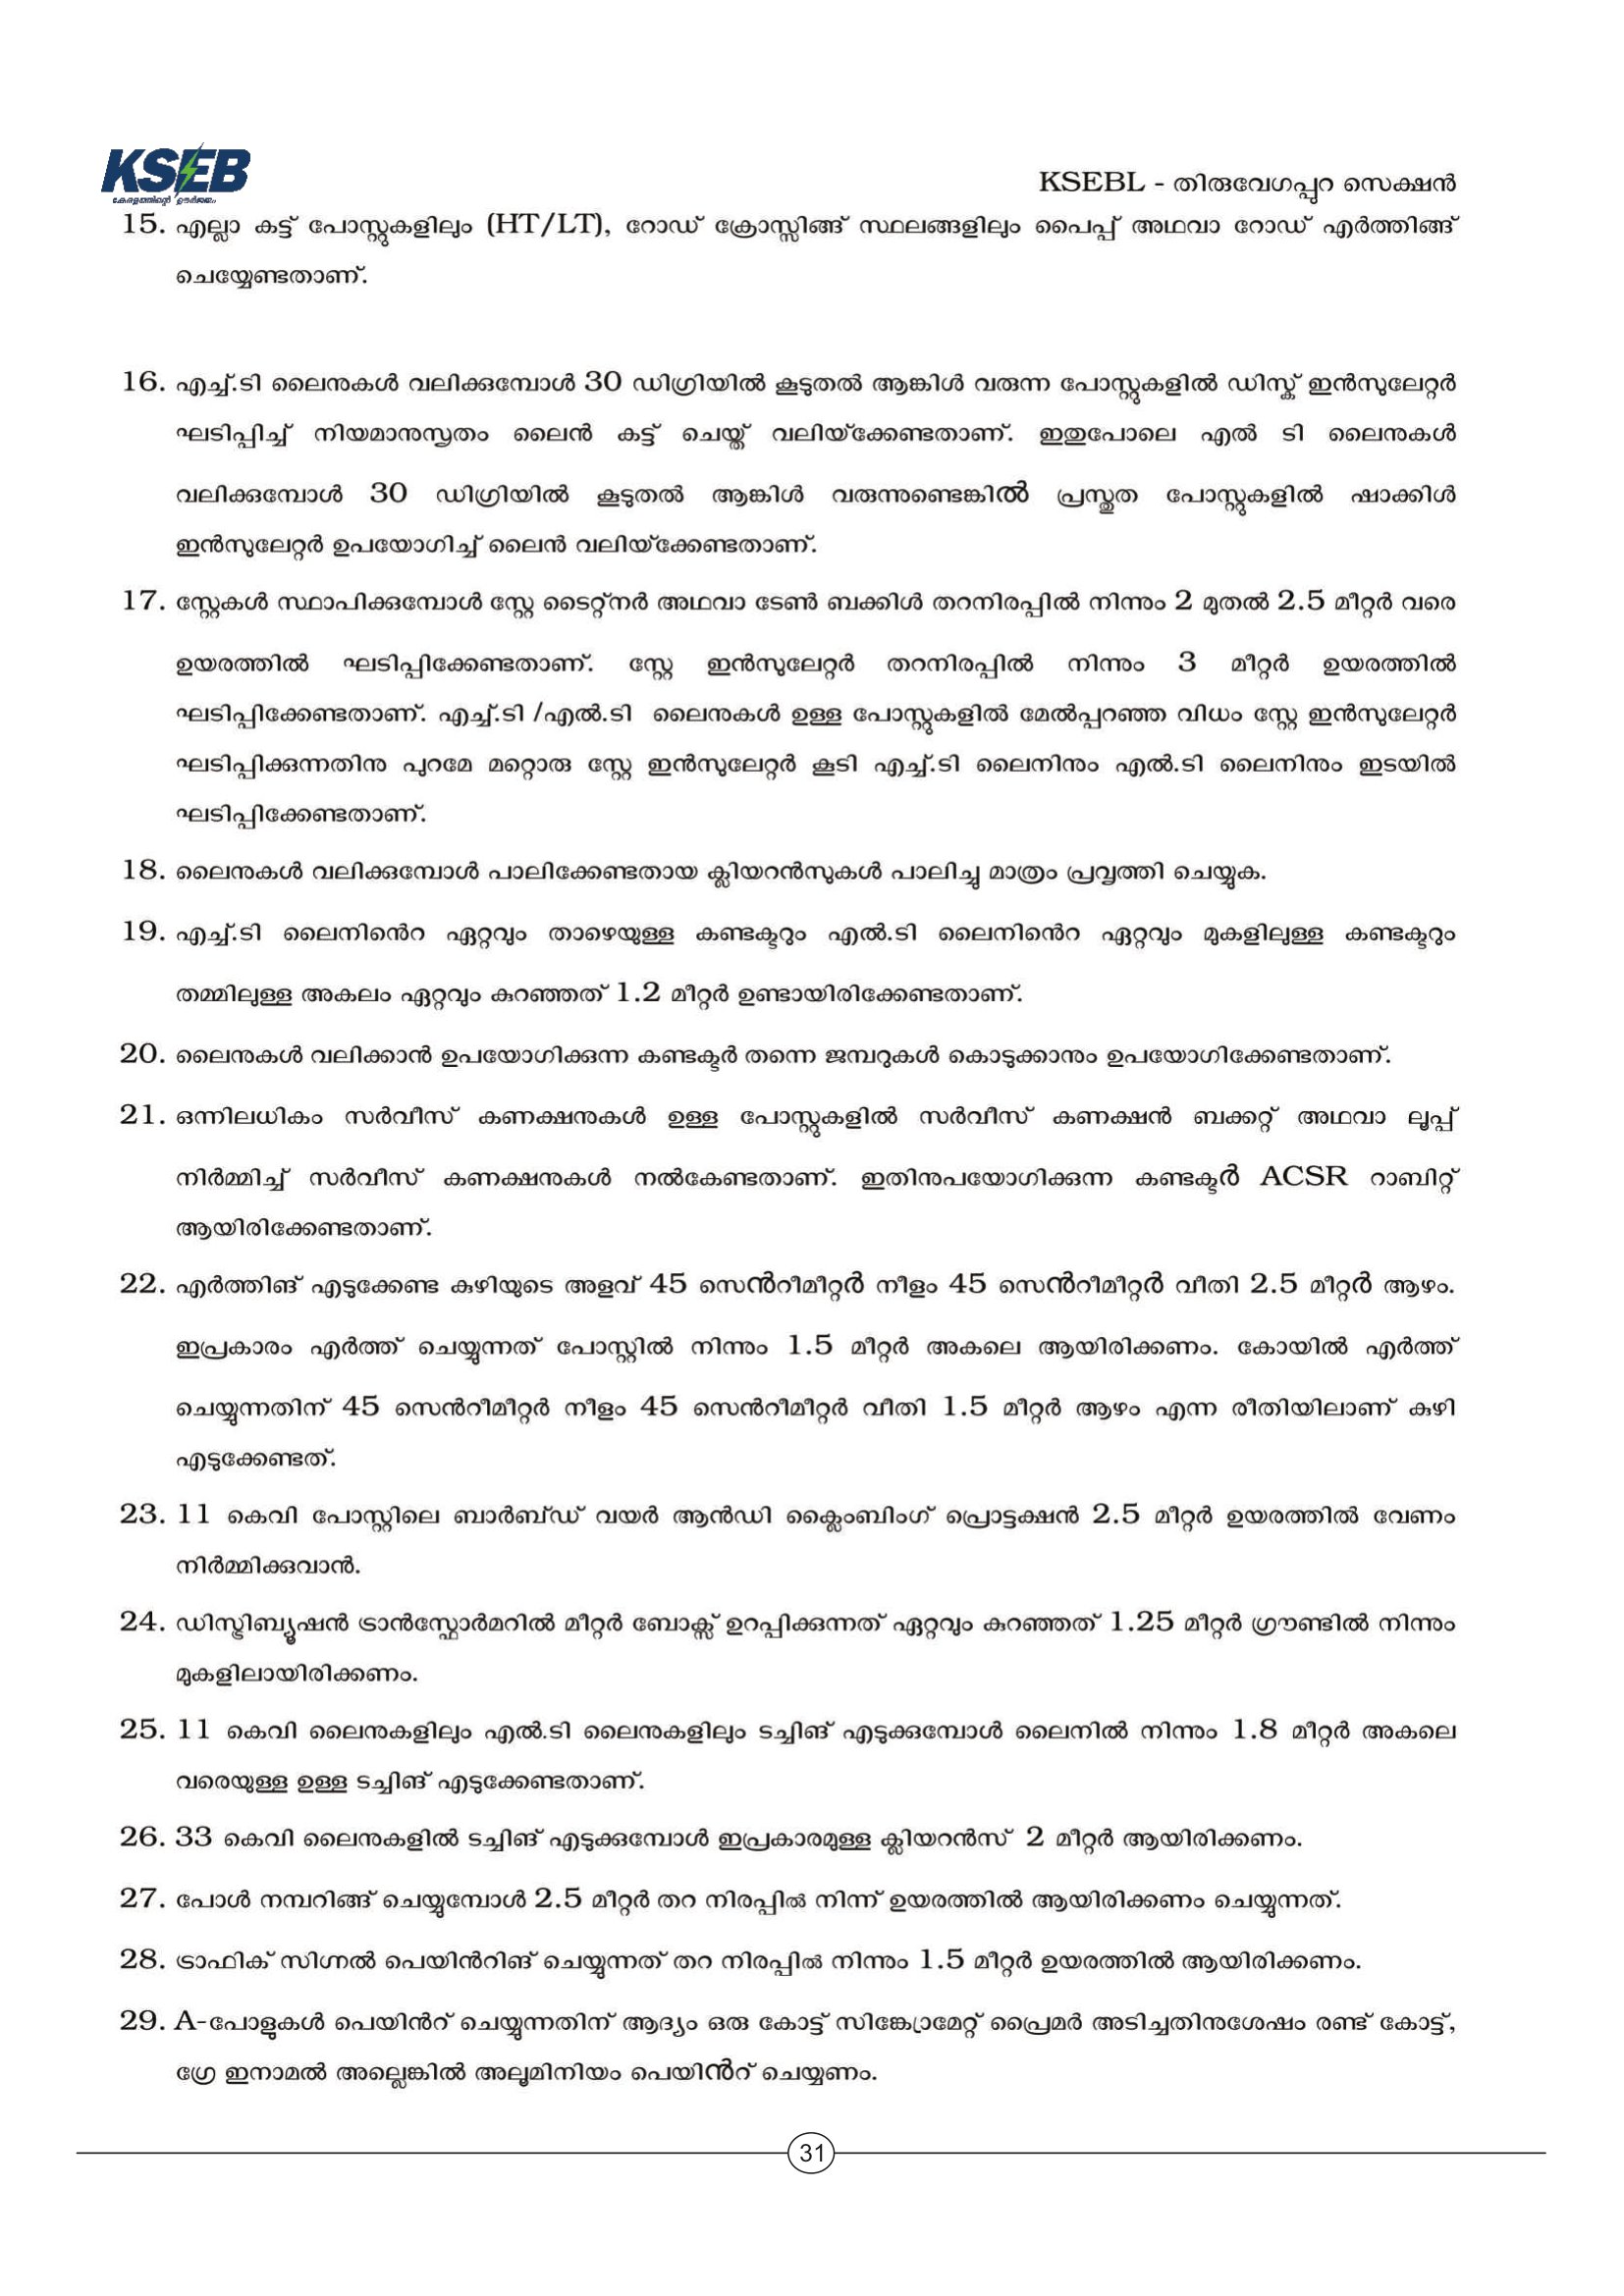 KSEB
കേരളത്തിന്റെ ഊർജ്ജം
KSEBL - തിരുവേഗപ്പുറ സെക്ഷൻ
15. എല്ലാ കട്ട് പോസ്റ്റുകളിലും (HT/LT), റോഡ് ക്രോസ്സിങ്ങ് സ്ഥലങ്ങളിലും പൈപ്പ് അഥവാ റോഡ് എർത്തിങ്ങ്
ചെയ്യേണ്ടതാണ്.
16. എച്ച്.ടി ലൈനുകൾ വലിക്കുമ്പോൾ 30 ഡിഗ്രിയിൽ കൂടുതൽ ആങ്കിൾ വരുന്ന പോസ്റ്റുകളിൽ ഡിസ്ക് ഇൻസുലേറ്റർ
ഘടിപ്പിച്ച് നിയമാനുസൃതം ലൈൻ കട്ട് ചെയ്ത് വലിയ്ക്കേണ്ടതാണ്. ഇതുപോലെ എൽ ടി ലൈനുകൾ
വലിക്കുമ്പോൾ 30 ഡിഗ്രിയിൽ കൂടുതൽ ആങ്കിൾ വരുന്നുണ്ടെങ്കിൽ പ്രസ്തുത പോസ്റ്റുകളിൽ ഷാക്കിൾ
ഇൻസുലേറ്റർ ഉപയോഗിച്ച് ലൈൻ വലിയ്ക്കേണ്ടതാണ്.
17. സ്റ്റേകൾ സ്ഥാപിക്കുമ്പോൾ സ്റ്റേ ടൈറ്റ്നർ അഥവാ ടേൺ ബക്കിൾ തറനിരപ്പിൽ നിന്നും 2 മുതൽ 2.5 മീറ്റർ വരെ
ഉയരത്തിൽ ഘടിപ്പിക്കേണ്ടതാണ്. സ്റ്റേ ഇൻസുലേറ്റർ തറനിരപ്പിൽ നിന്നും 3 മീറ്റർ ഉയരത്തിൽ
ഘടിപ്പിക്കേണ്ടതാണ്. എച്ച്.ടി /എൽ.ടി ലൈനുകൾ ഉള്ള പോസ്റ്റുകളിൽ മേൽപ്പറഞ്ഞ വിധം സ്റ്റേ ഇൻസുലേറ്റർ
ഘടിപ്പിക്കുന്നതിനു പുറമേ മറ്റൊരു സ്റ്റേ ഇൻസുലേറ്റർ കൂടി എച്ച്.ടി ലൈനിനും എൽ.ടി ലൈനിനും ഇടയിൽ
ഘടിപ്പിക്കേണ്ടതാണ്.
18. ലൈനുകൾ വലിക്കുമ്പോൾ പാലിക്കേണ്ടതായ ക്ലിയറൻസുകൾ പാലിച്ചു മാത്രം പ്രവൃത്തി ചെയ്യുക.
19. എച്ച്.ടി ലൈനിൻെറ ഏറ്റവും താഴെയുള്ള കണ്ടക്ടറും എൽ.ടി ലൈനിൻെറ ഏറ്റവും മുകളിലുള്ള കണ്ടക്ടറും
തമ്മിലുള്ള അകലം ഏറ്റവും കുറഞ്ഞത് 1.2 മീറ്റർ ഉണ്ടായിരിക്കേണ്ടതാണ്.
20. ലൈനുകൾ വലിക്കാൻ ഉപയോഗിക്കുന്ന കണ്ടക്ടർ തന്നെ ജമ്പറുകൾ കൊടുക്കാനും ഉപയോഗിക്കേണ്ടതാണ്.
21. ഒന്നിലധികം സർവീസ് കണക്ഷനുകൾ ഉള്ള പോസ്റ്റുകളിൽ സർവീസ് കണക്ഷൻ ബക്കറ്റ് അഥവാ ലൂപ്പ്
നിർമ്മിച്ച് സർവീസ് കണക്ഷനുകൾ നൽകേണ്ടതാണ്. ഇതിനുപയോഗിക്കുന്ന കണ്ടക്ടർ ACSR റാബിറ്റ്
ആയിരിക്കേണ്ടതാണ്.
22. എർത്തിങ് എടുക്കേണ്ട കുഴിയുടെ അളവ് 45 സെൻറീമീറ്റർ നീളം 45 സെൻറീമീറ്റർ വീതി 2.5 മീറ്റർ ആഴം.
ഇപ്രകാരം എർത്ത് ചെയ്യുന്നത് പോസ്റ്റിൽ നിന്നും 1.5 മീറ്റർ അകലെ ആയിരിക്കണം. കോയിൽ എർത്ത്
ചെയ്യുന്നതിന് 45 സെൻറീമീറ്റർ നീളം 45 സെൻറീമീറ്റർ വീതി 1.5 മീറ്റർ ആഴം എന്ന രീതിയിലാണ് കുഴി
എടുക്കേണ്ടത്.
23. 11 കെവി പോസ്റ്റിലെ ബാർബ്ഡ് വയർ ആൻഡി ക്ലൈംബിംഗ് പ്രൊട്ടക്ഷൻ 2.5 മീറ്റർ ഉയരത്തിൽ വേണം
നിർമ്മിക്കുവാൻ.
24. ഡിസ്ട്രിബ്യൂഷൻ ട്രാൻസ്ഫോർമറിൽ മീറ്റർ ബോക്സ് ഉറപ്പിക്കുന്നത് ഏറ്റവും കുറഞ്ഞത് 1.25 മീറ്റർ ഗ്രൗണ്ടിൽ നിന്നും
മുകളിലായിരിക്കണം.
25. 11 കെവി ലൈനുകളിലും എൽ.ടി ലൈനുകളിലും ടച്ചിങ് എടുക്കുമ്പോൾ ലൈനിൽ നിന്നും 1.8 മീറ്റർ അകലെ
വരെയുള്ള ഉള്ള ടച്ചിങ് എടുക്കേണ്ടതാണ്.
26. 33 കെവി ലൈനുകളിൽ ടച്ചിങ് എടുക്കുമ്പോൾ ഇപ്രകാരമുള്ള ക്ലിയറൻസ് 2 മീറ്റർ ആയിരിക്കണം.
27. പോൾ നമ്പറിങ്ങ് ചെയ്യുമ്പോൾ 2.5 മീറ്റർ തറ നിരപ്പിൽ നിന്ന് ഉയരത്തിൽ ആയിരിക്കണം ചെയ്യുന്നത്.
28. ട്രാഫിക് സിഗ്നൽ പെയിൻറിങ് ചെയ്യുന്നത് തറ നിരപ്പിൽ നിന്നും 1.5 മീറ്റർ ഉയരത്തിൽ ആയിരിക്കണം.
29. A-പോളുകൾ പെയിൻറ് ചെയ്യുന്നതിന് ആദ്യം ഒരു കോട്ട് സിങ്ക്രോമേറ്റ് പ്രൈമർ അടിച്ചതിനുശേഷം രണ്ട് കോട്ട്,
ഗ്രേ ഇനാമൽ അല്ലെങ്കിൽ അലൂമിനിയം പെയിൻറ് ചെയ്യണം.
31